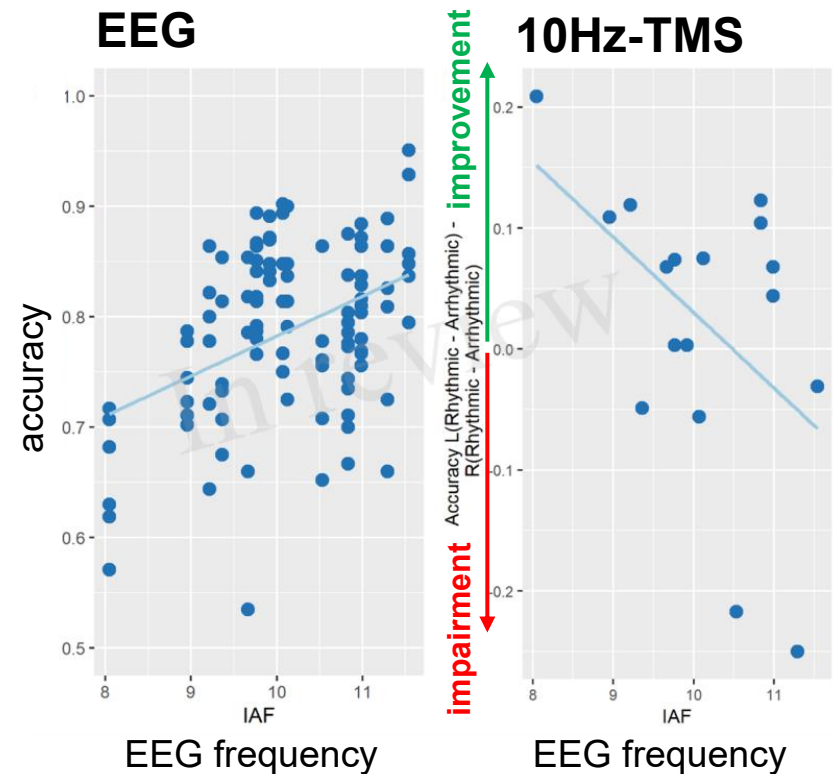 EEG
accuracy
1.0
0.9
0.8
0.7
0.6
0.5
8
9
10
11
IAF
EEG frequency
improvement
impairment
10Hz-TMS
Accuracy L(Rhythmic - Arrhythmic) -
R(Rhythmic - Arrhythmic)
0.2
0.1
0.0
-0.1
-0.2
8
9
10
11
IAF
EEG frequency
In review